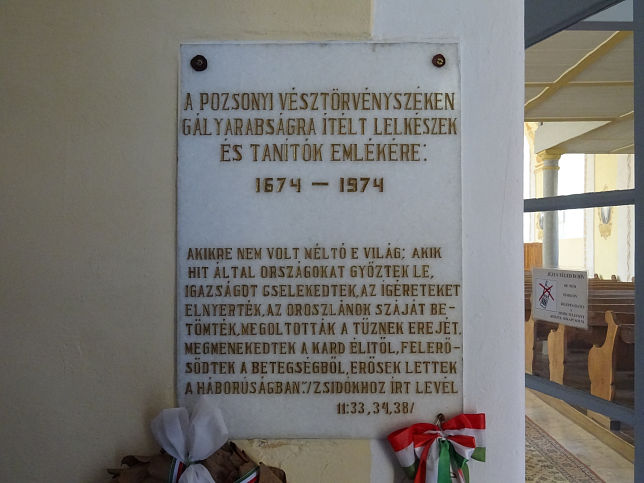 A POZSONYI VÉSZTÖRVÉNYSZÉKEN
GÁLYARABSÁGRA ÍTÉLT LELKÉSZEK
ÉS TANÍTÓK EMLÉKÉRE:
1674 – 1974
AKIKRE NEM VOLT MÉLTÓ E VILÁG; AKIK
HIT ÁLTAL ORSZÁGOKAT GYŐZTEK LE,
IGAZSÁGOT CSELEKEDTEK, AZ IGÉRETEKET
ELNYERTÉK, AZ OROSZLÁNOK SZÁJÁT BE-
TÖMTÉK, MEGOLTOTTÁK A TŰZNEK EREJÉT.
MEGMENEKEDTEK A KARD ÉLITŐL, FELERŐ-
SÖDTEK A BETEGSÉGBŐL, ERŐSEK LETTEK
A HÁBORÚSÁGBAN."/ZSIDÓKHOZ ÍRT LEVÉL
11:33, 34, 38/